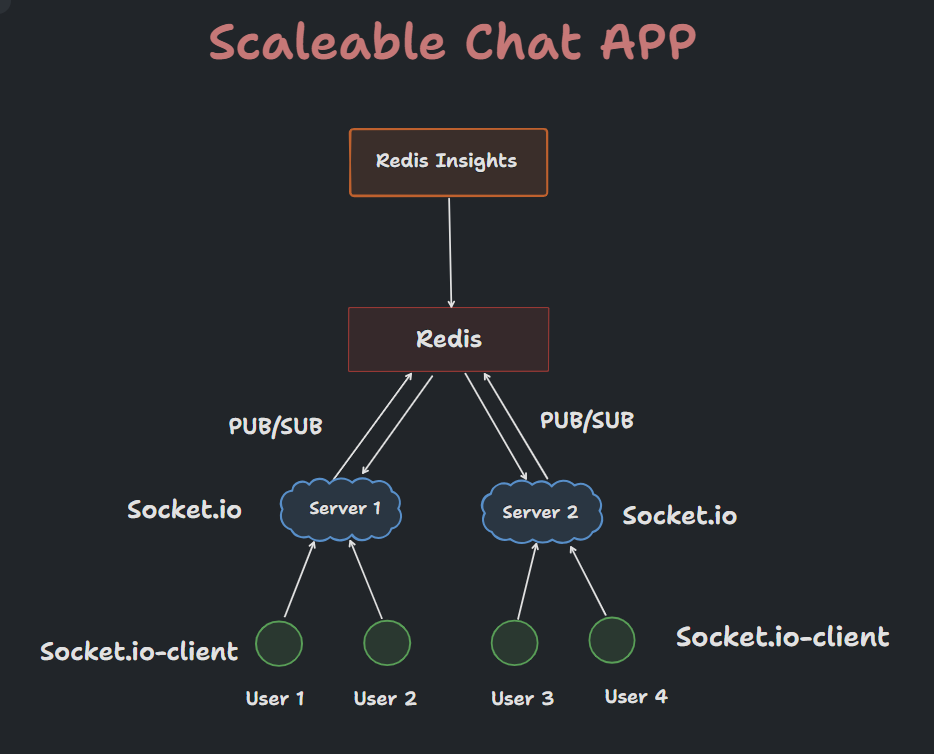 Scaleable Chat APP
Redis Insights
Redis
PUB/SUB
PUB/SUB
Socket.io
Server 1
Server 2
Socket.io
Socket.io-client
Socket.io-client
User 1
User 2
User 3
User 4